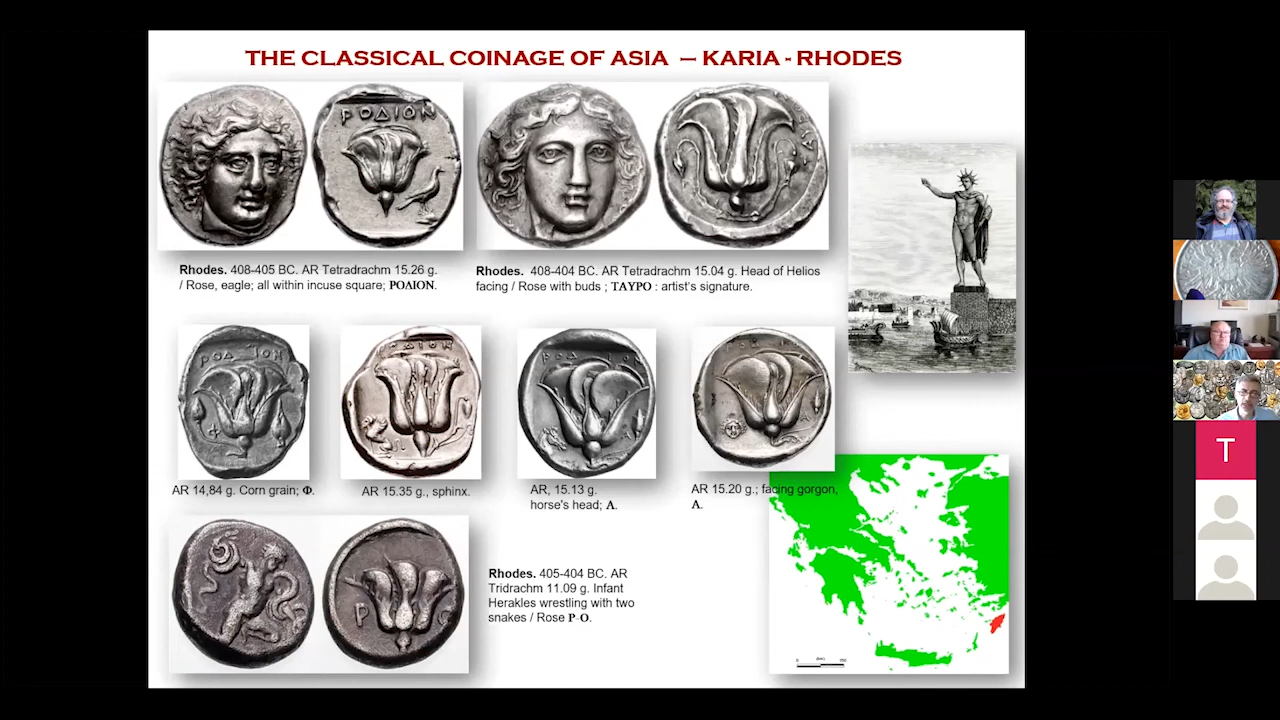 THE CLASSICAL COINAGE OF ASIA – KARIA - RHODES
ΡΟΔΙΟΝ
Rhodes. 408-405 BC. AR Tetradrachm 15.26 g.
/ Rose, eagle; all within incuse square; ΡΟΔΙΟΝ.
Rhodes. 408-404 BC. AR Tetradrachm 15.04 g. Head of Helios
facing / Rose with buds ; ΤΑΥΡΟ : artist's signature.
ΡΟΔ ΙΟΝ
AR 14,84 g. Corn grain; Φ.
AR 15.35 g., sphinx.
AR, 15.13 g.
horse's head; Λ.
AR 15.20 g.; facing gorgon,
Λ.
Ρ Ο
Rhodes. 405-404 BC. AR
Tridrachm 11.09 g. Infant
Herakles wrestling with two
snakes / Rose Ρ-Ο.
T